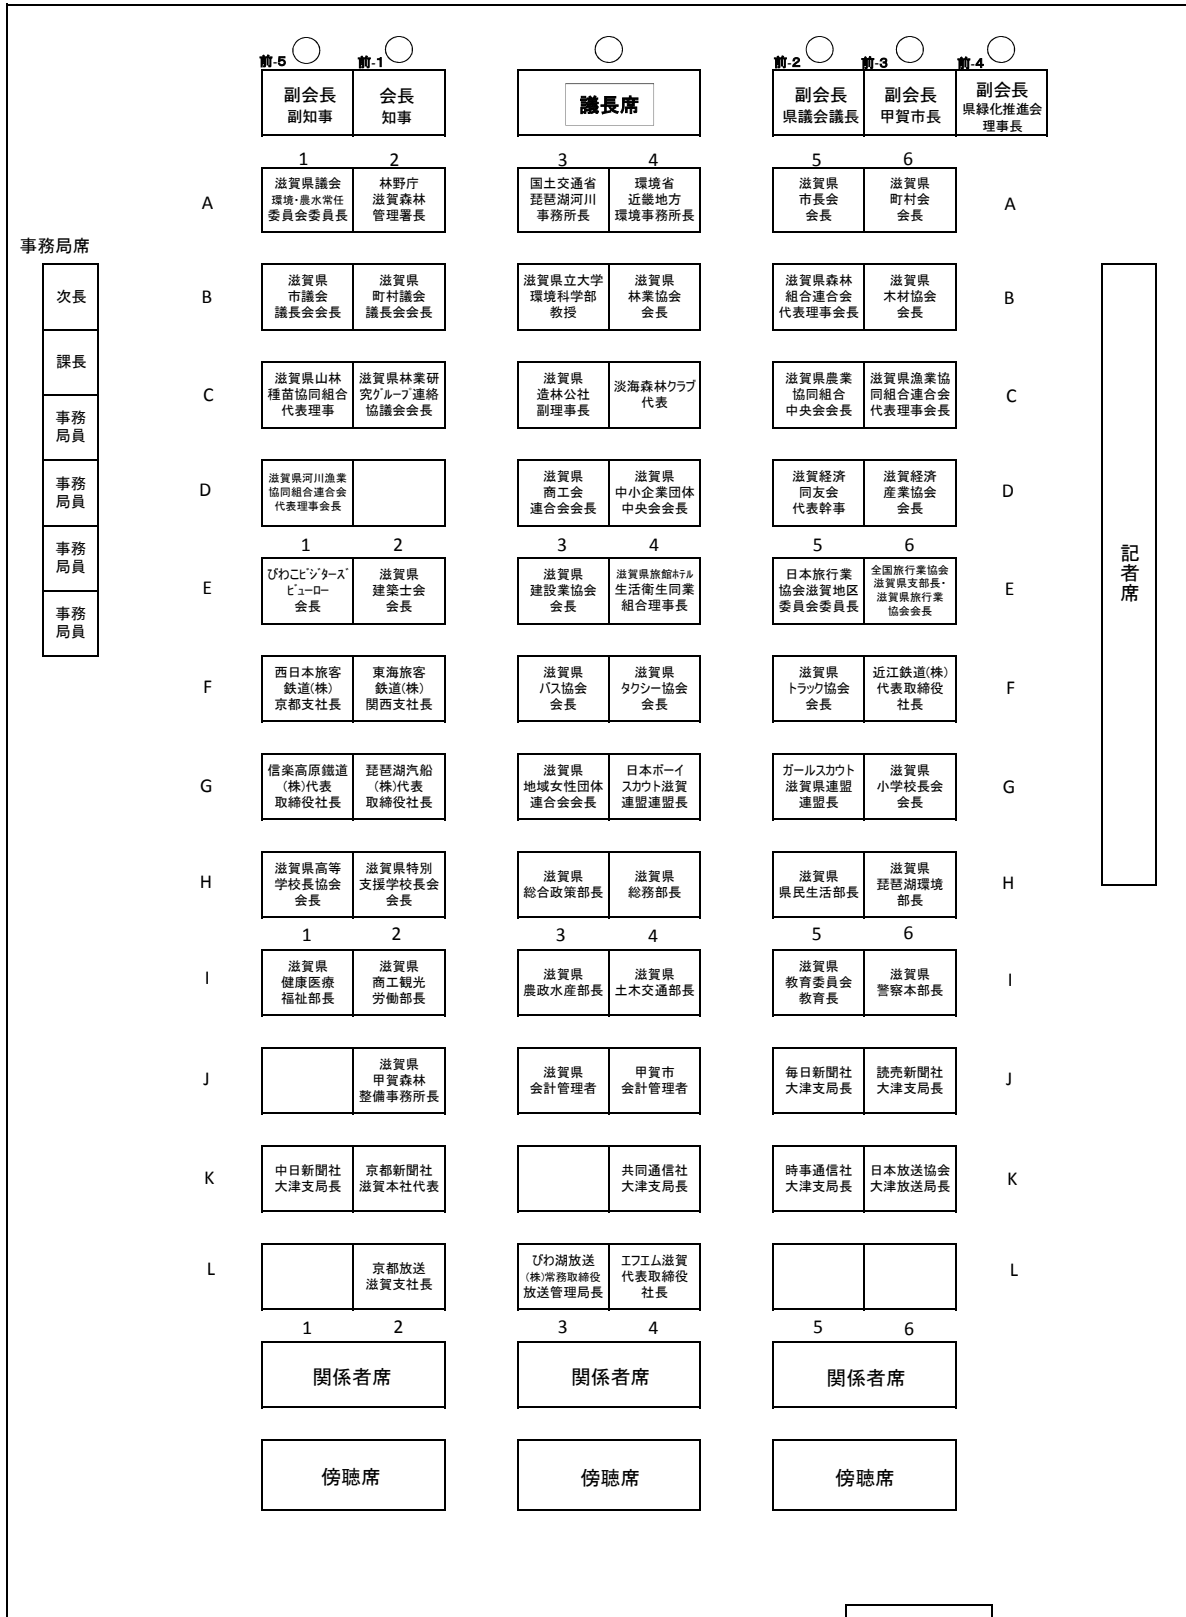 前-5
前-1
前-2
前-3
前-4
副会長
副知事
会長
知事
議長席
副会長
県議会議長
副会長
甲賀市長
副会長
県緑化推進会
理事長
1
2
3
4
5
6
A
滋賀県議会
環境・農水常任
委員会委員長
林野庁
滋賀森林
管理署長
国土交通省
琵琶湖河川
事務所長
環境省
近畿地方
環境事務所長
滋賀県
市長会
会長
滋賀県
町村会
会長
A
事務局席
次長
課長
事務
局員
事務
局員
事務
局員
事務
局員
記者席
B
滋賀県
市議会
議長会会長
滋賀県
町村議会
議長会会長
滋賀県立大学
環境科学部
教授
滋賀県
林業協会
会長
滋賀県森林
組合連合会
代表理事会長
滋賀県
木材協会
会長
B
C
滋賀県山林
種苗協同組合
代表理事
滋賀県林業研
究グループ連絡
協議会会長
滋賀県
造林公社
副理事長
淡海森林クラブ
代表
滋賀県農業
協同組合
中央会会長
滋賀県漁業協
同組合連合会
代表理事会長
C
D
滋賀県河川漁業
協同組合連合会
代表理事会長
滋賀県
商工会
連合会会長
滋賀県
中小企業団体
中央会会長
滋賀経済
同友会
代表幹事
滋賀経済
産業協会
会長
D
1
2
3
4
5
6
E
びわこビジターズ
ビューロー
会長
滋賀県
建築士会
会長
滋賀県
建設業協会
会長
滋賀県旅館ホテル
生活衛生同業
組合理事長
日本旅行業
協会滋賀地区
委員会委員長
全国旅行業協会
滋賀県支部長・
滋賀県旅行業
協会会長
E
F
西日本旅客
鉄道(株)
京都支社長
東海旅客
鉄道(株)
関西支社長
滋賀県
バス協会
会長
滋賀県
タクシー協会
会長
滋賀県
トラック協会
会長
近江鉄道(株)
代表取締役
社長
F
G
信楽高原鐵道
(株)代表
取締役社長
琵琶湖汽船
(株)代表
取締役社長
滋賀県
地域女性団体
連合会会長
日本ボーイ
スカウト滋賀
連盟連盟長
ガールスカウト
滋賀県連盟
連盟長
滋賀県
小学校長会
会長
G
H
滋賀県高等
学校長協会
会長
滋賀県特別
支援学校長会
会長
滋賀県
総合政策部長
滋賀県
総務部長
滋賀県
県民生活部長
滋賀県
琵琶湖環境
部長
H
1
2
3
4
5
6
I
滋賀県
健康医療
福祉部長
滋賀県
商工観光
労働部長
滋賀県
農政水産部長
滋賀県
土木交通部長
滋賀県
教育委員会
教育長
滋賀県
警察本部長
I
J
滋賀県
甲賀森林
整備事務所長
滋賀県
会計管理者
甲賀市
会計管理者
毎日新聞社
大津支局長
読売新聞社
大津支局長
J
K
中日新聞社
大津支局長
京都新聞社
滋賀本社代表
共同通信社
大津支局長
時事通信社
大津支局長
日本放送協会
大津放送局長
K
L
京都放送
滋賀支社長
びわ湖放送
(株)常務取締役
放送管理局長
エフエム滋賀
代表取締役
社長
L
1
2
3
4
5
6
関係者席
関係者席
関係者席
傍聴席
傍聴席
傍聴席